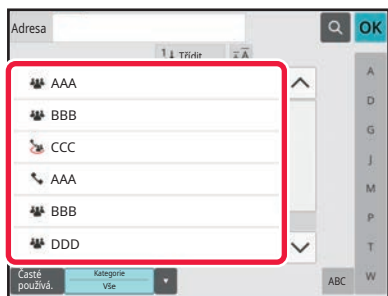 Adresa
OK
Třídit
AAA
BBB
CCC
AAA
BBB
DDD
A
D
G
J
M
P
T
W
Časté
používá.
Kategorie
Vše
ABC